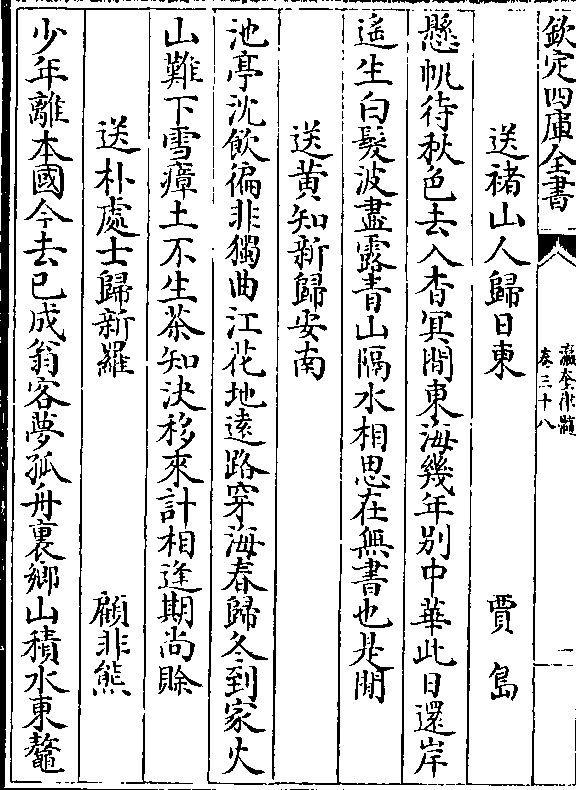 欽定四庫全書
瀛奎律髓
卷三十八
一
送褚山人歸日東　賈島
懸帆待秋色去入杳冥間東海幾年別中華此日還岸
遙生白髮波盡露青山隔水相思在無書也是閒
送黄知新歸安南
池亭沈飲徧非獨曲江花地遠路穿海春歸冬到家火
山難下雪瘴土不生茶知決移來計相逢期尚賖
送朴處士歸新羅　顧非熊
少年離本國今去已成翁客夢孤舟裏鄉山積水東鼇